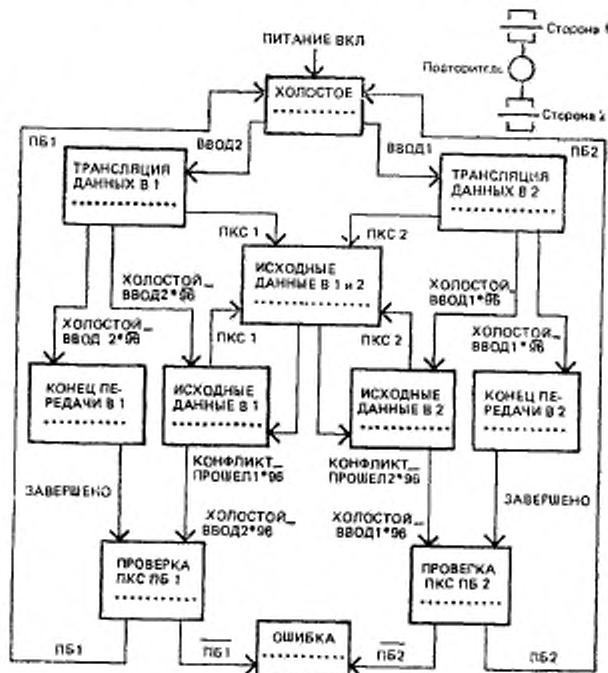 ПИТАНИЕ ВКЛ
Сторона 1
Повторитель
Сторона 2
ХОЛОСТОЕ
ПБ1
ВВОД2
ВВОД1
ПБ2
ТРАНСЛЯЦИЯ
ДАННЫХ В 1
ТРАНСЛЯЦИЯ
ДАННЫХ В 2
ПКС 1
ПКС 2
ИСХОДНЫЕ
ДАННЫЕ В 1 и 2
ХОЛОСТОЙ_
ВВОД2*96
ХОЛОСТОЙ_
ВВОД1*96
ХОЛОСТОЙ_
ВВОД 2*96
ХОЛОСТОЙ_
ВВОД1*96
ПКС 1
ПКС 2
КОНЕЦ ПЕ-
РЕДАЧИ В 1
ИСХОДНЫЕ
ДАННЫЕ В 1
ИСХОДНЫЕ
ДАННЫЕ В 2
КОНЕЦ ПЕ-
РЕДАЧИ В 2
КОНФЛИКТ_
ПРОШЕЛ1*96
КОНФЛИКТ_
ПРОШЕЛ2*96
ЗАВЕРШЕНО
ХОЛОСТОЙ_
ВВОД2*96
ХОЛОСТОЙ_
ВВОД1*96
ЗАВЕРШЕНО
ПРОВЕРКА
ПКС ПБ 1
ПРОВЕРКА
ПКС ПБ 2
ОШИБКА
ПБ1
ПБ1
ПБ2
ПБ2